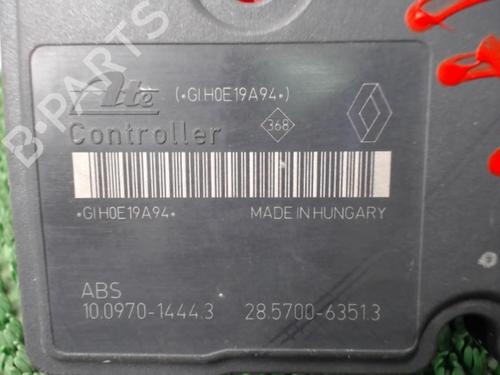 Ate (•GIH0E19A94•)
Controller 368
•GIH0E19A94• MADE IN HUNGARY
ABS
10.0970-1444.3 28.5700-6351.3
B-PARTS